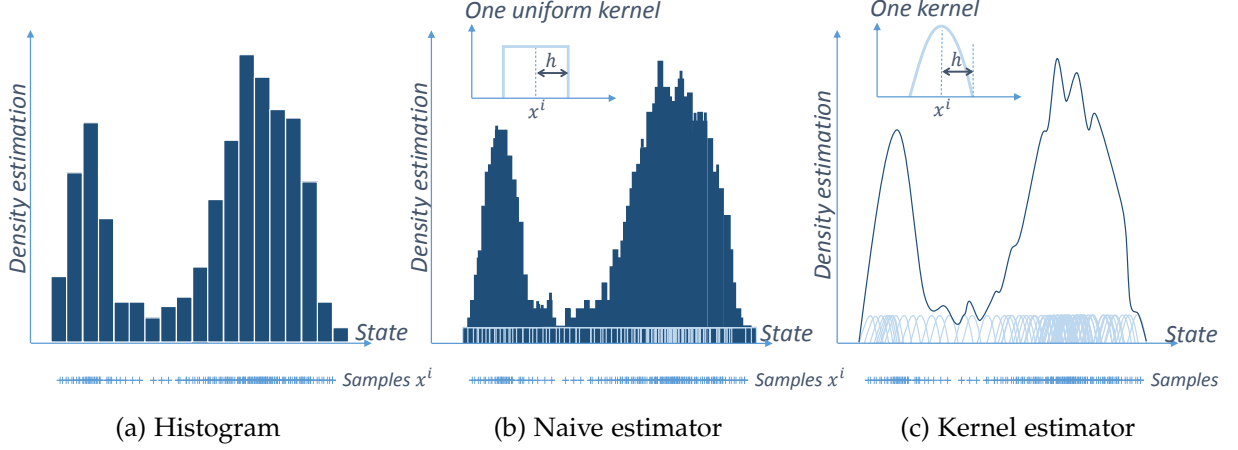 One uniform kernel
One kernel
Density estimation
h
x^i
State
Samples x^i
(a) Histogram
Density estimation
h
x^i
State
Samples x^i
(b) Naive estimator
Density estimation
State
Samples
(c) Kernel estimator